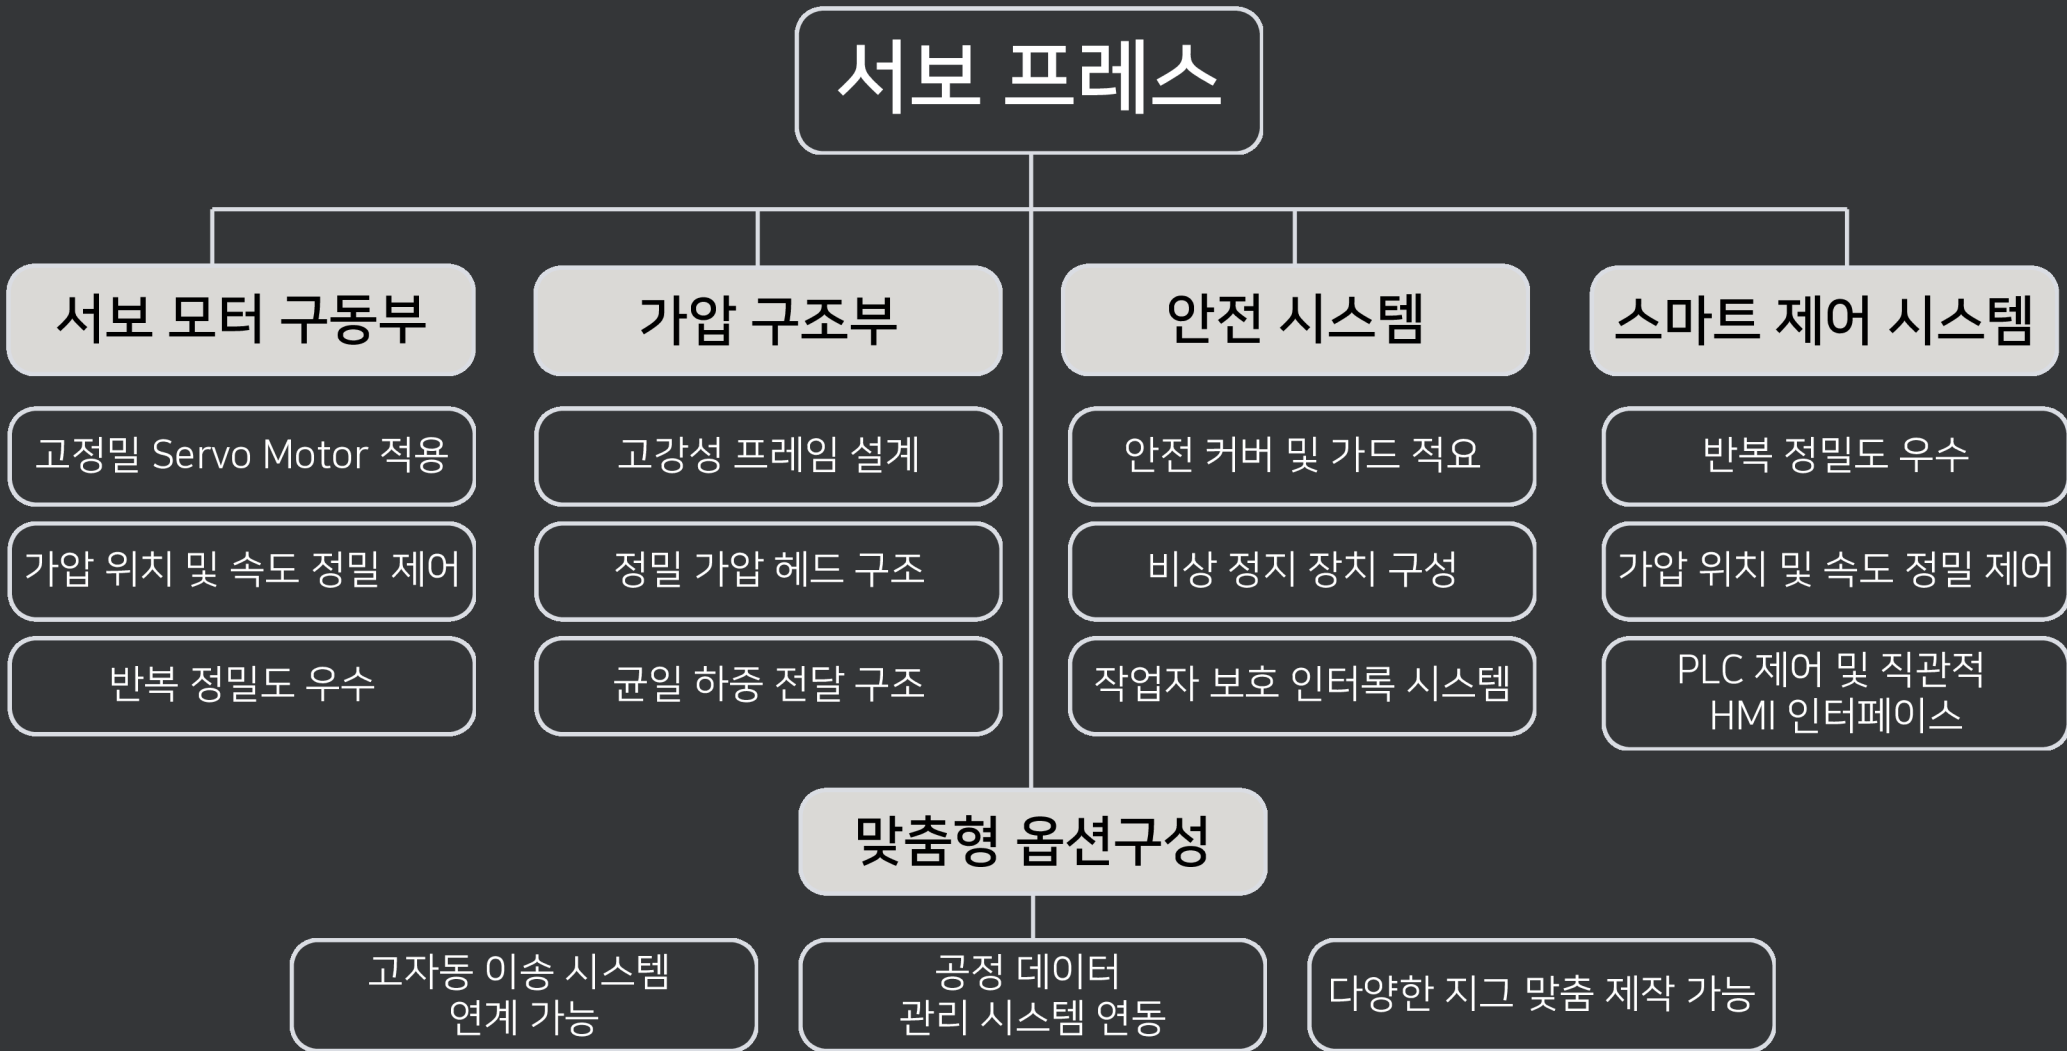 서보 프레스
서보 모터 구동부
가압 구조부
안전 시스템
스마트 제어 시스템
고정밀 Servo Motor 적용
고강성 프레임 설계
안전 커버 및 가드 적요
반복 정밀도 우수
가압 위치 및 속도 정밀 제어
정밀 가압 헤드 구조
비상 정지 장치 구성
가압 위치 및 속도 정밀 제어
반복 정밀도 우수
균일 하중 전달 구조
작업자 보호 인터록 시스템
PLC 제어 및 직관적
HMI 인터페이스
맞춤형 옵션구성
고자동 이송 시스템
연계 가능
공정 데이터
관리 시스템 연동
다양한 지그 맞춤 제작 가능